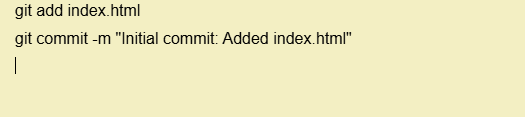 git add index.html
git commit -m "Initial commit: Added index.html"